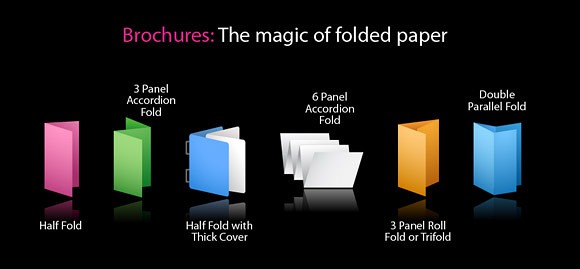 Brochures: The magic of folded paper
3 Panel
Accordion
Fold
6 Panel
Accordion
Fold
Double
Parallel Fold
Half Fold
Half Fold with
Thick Cover
3 Panel Roll
Fold or Trifold